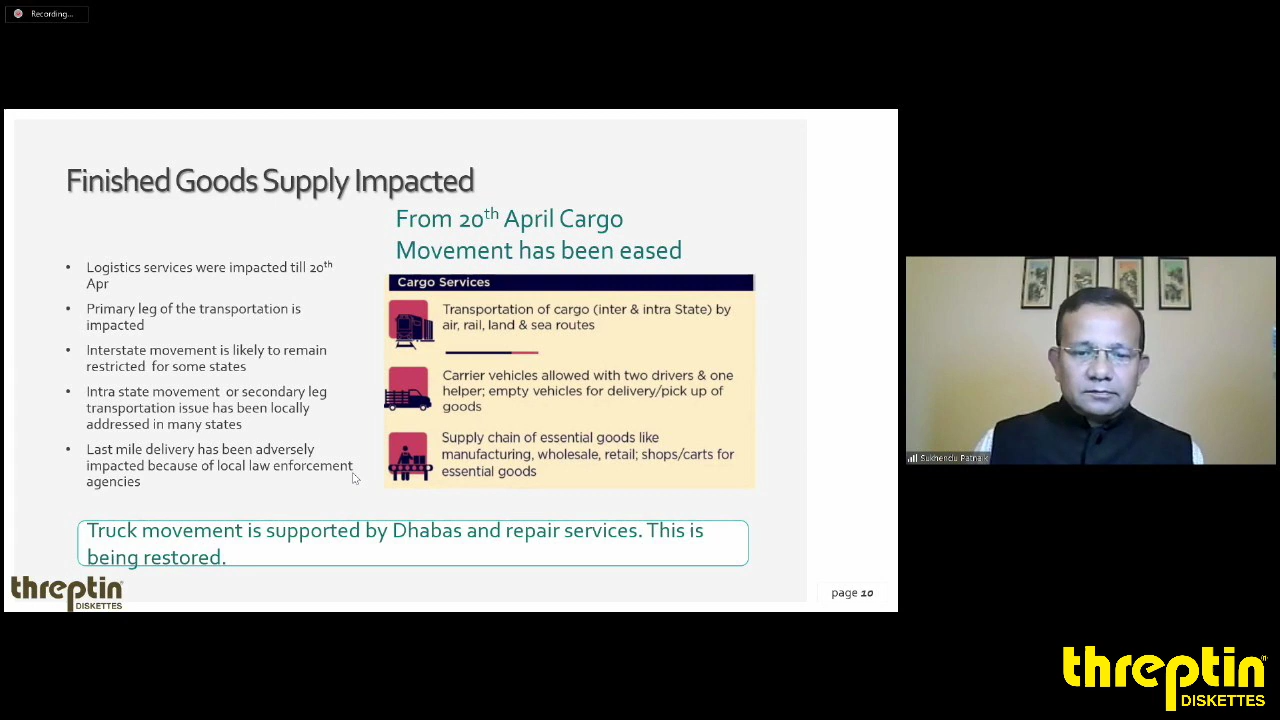 Recording...
Finished Goods Supply Impacted
From 20th April Cargo
Movement has been eased
• Logistics services were impacted till 20th
Apr
• Primary leg of the transportation is
impacted
• Interstate movement is likely to remain
restricted for some states
• Intra state movement or secondary leg
transportation issue has been locally
addressed in many states
• Last mile delivery has been adversely
impacted because of local law enforcement
agencies
Cargo Services
Transportation of cargo (inter & intra State) by
air, rail, land & sea routes
Carrier vehicles allowed with two drivers & one
helper; empty vehicles for delivery/pick up of
goods
Supply chain of essential goods like
manufacturing, wholesale, retail; shops/carts for
essential goods
Truck movement is supported by Dhabas and repair services. This is
being restored.
threptin
DISKETTES
page 10
Sukhendu Patnaik
threptin
DISKETTES